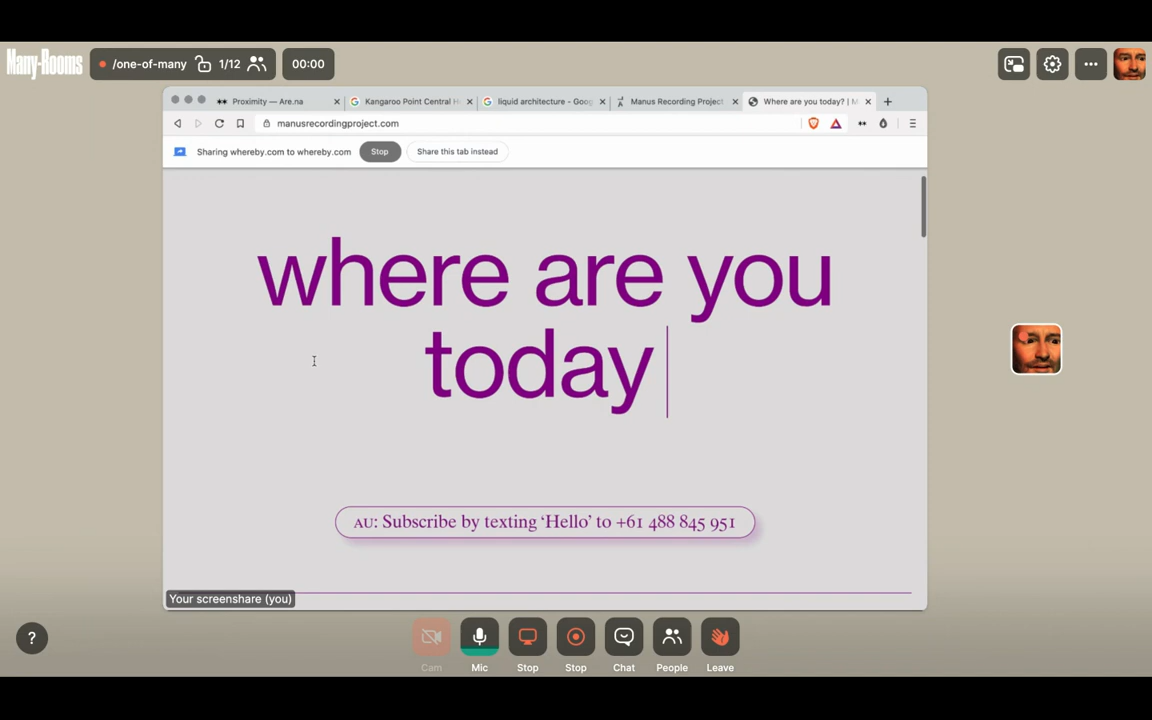 Many-Rooms
/one-of-many
1/12
00:00
Proximity — Are.na
Kangaroo Point Central H
liquid architecture - Goog
Manus Recording Project
Where are you today? | M
manusrecordingproject.com
Sharing whereby.com to whereby.com
Stop
Share this tab instead
where are you
today
AU: Subscribe by texting ‘Hello’ to +61 488 845 951
Your screenshare (you)
?
Cam
Mic
Stop
Stop
Chat
People
Leave